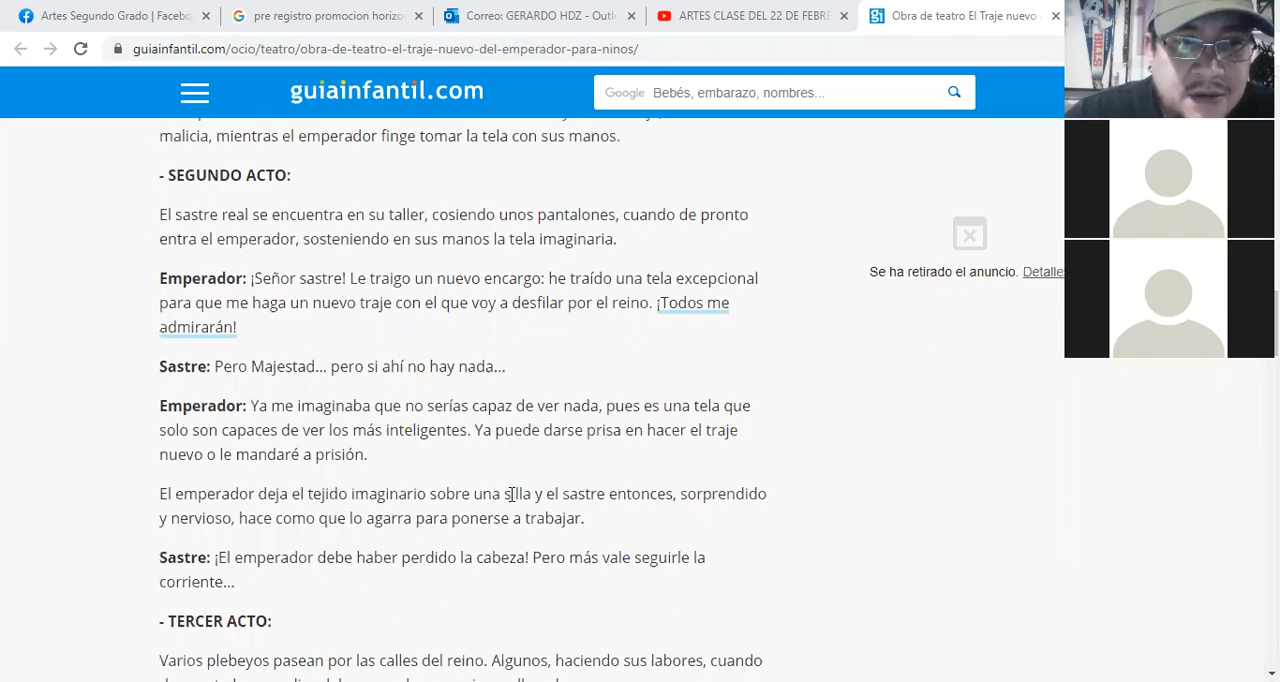 Artes Segundo Grado | Facebo
pre registro promocion horizo
Correo: GERARDO HDZ - Outl
ARTES CLASE DEL 22 DE FEBRE
Obra de teatro El Traje nuevo
guiainfantil.com/ocio/teatro/obra-de-teatro-el-traje-nuevo-del-emperador-para-ninos/
guiainfantil.com
Google Bebés, embarazo, nombres...
malicia, mientras el emperador finge tomar la tela con sus manos.
- SEGUNDO ACTO:
El sastre real se encuentra en su taller, cosiendo unos pantalones, cuando de pronto
entra el emperador, sosteniendo en sus manos la tela imaginaria.
Emperador: ¡Señor sastre! Le traigo un nuevo encargo: he traído una tela excepcional
para que me haga un nuevo traje con el que voy a desfilar por el reino. ¡Todos me
admirarán!
Sastre: Pero Majestad... pero si ahí no hay nada...
Emperador: Ya me imaginaba que no serías capaz de ver nada, pues es una tela que
solo son capaces de ver los más inteligentes. Ya puede darse prisa en hacer el traje
nuevo o le mandaré a prisión.
El emperador deja el tejido imaginario sobre una silla y el sastre entonces, sorprendido
y nervioso, hace como que lo agarra para ponerse a trabajar.
Sastre: ¡El emperador debe haber perdido la cabeza! Pero más vale seguirle la
corriente...
- TERCER ACTO:
Varios plebeyos pasean por las calles del reino. Algunos, haciendo sus labores, cuando
Se ha retirado el anuncio. Detalle
BILLS